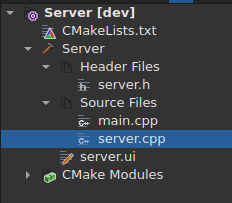 Server [dev]
CMakeLists.txt
Server
Header Files
server.h
Source Files
main.cpp
server.cpp
server.ui
CMake Modules